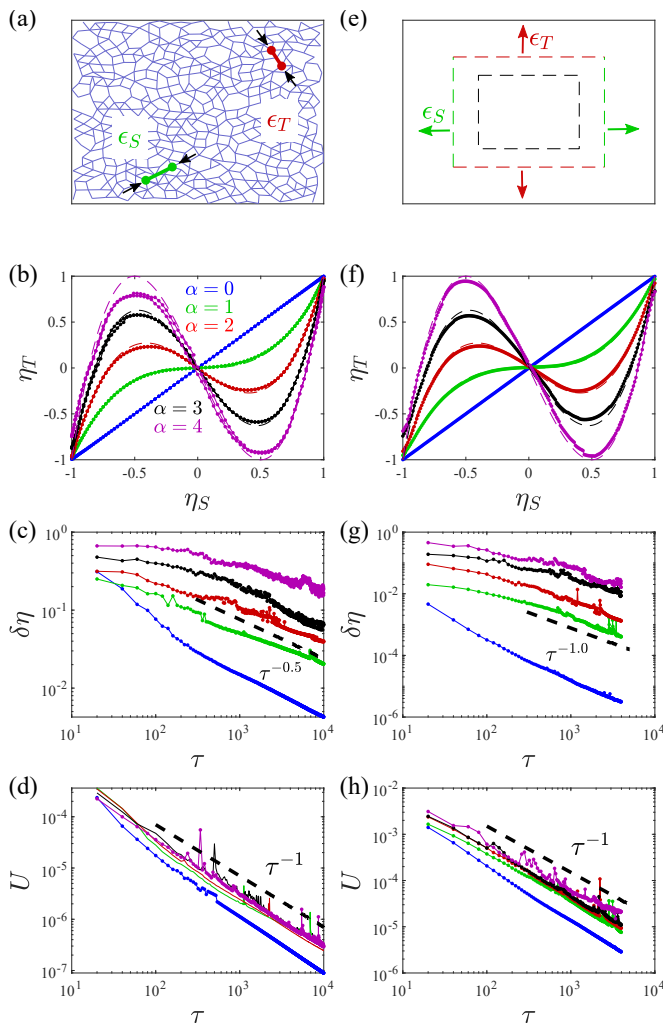 (a)
ϵ_T
ϵ_S
(e)
ϵ_T
ϵ_S
(b)
1
0.5
0
-0.5
-1
η_T
-1
-0.5
0
0.5
1
η_S
α = 0
α = 1
α = 2
α = 3
α = 4
(f)
1
0.5
0
-0.5
-1
η_T
-1
-0.5
0
0.5
1
η_S
(c)
10^0
10^-1
10^-2
δη
τ^-0.5
10^1
10^2
10^3
10^4
τ
(g)
10^0
10^-2
10^-4
10^-6
δη
τ^-1.0
10^1
10^2
10^3
10^4
τ
(d)
10^-4
10^-5
10^-6
10^-7
U
τ^-1
10^1
10^2
10^3
10^4
τ
(h)
10^-2
10^-3
10^-4
10^-5
10^-6
U
τ^-1
10^1
10^2
10^3
10^4
τ